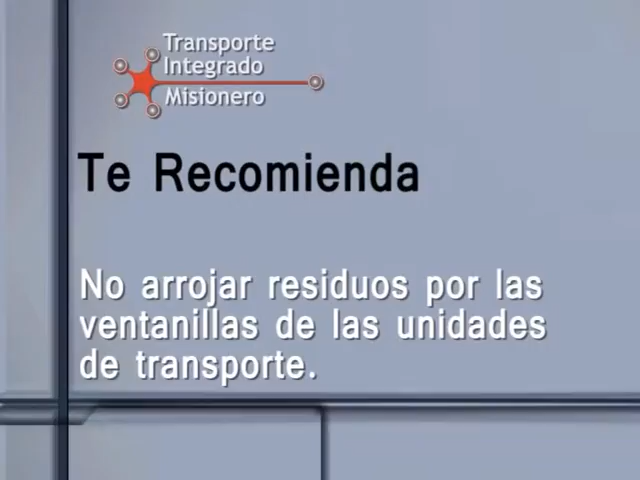 Transporte
Integrado
Misionero
Te Recomienda
No arrojar residuos por las
ventanillas de las unidades
de transporte.